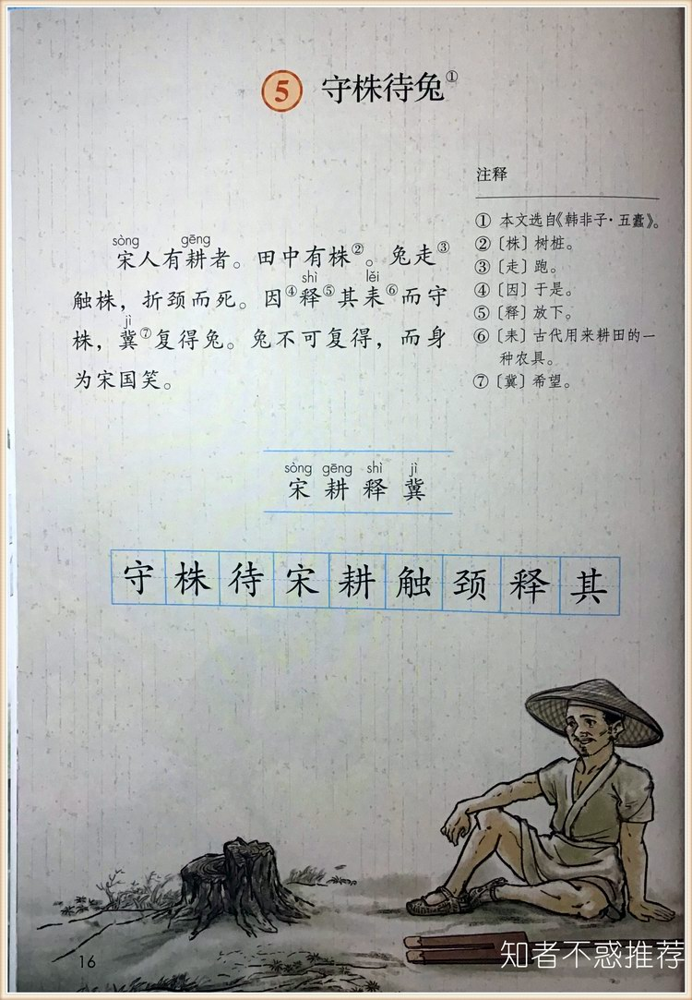 5 守株待兔①
注释
① 本文选自《韩非子·五蠹》。
② 〔株〕树桩。
③ 〔走〕跑。
④ 〔因〕于是。
⑤ 〔释〕放下。
⑥ 〔耒〕古代用来耕田的一
种农具。
⑦ 〔冀〕希望。
sòng gēng
宋人有耕者。田中有株②。兔走③
shì lěi
触株，折颈而死。因④释⑤其耒⑥而守
jì
株，冀⑦复得兔。兔不可复得，而身
为宋国笑。
sòng gēng shì jì
宋 耕 释 冀
守 株 待 宋 耕 触 颈 释 其
16
知者不惑推荐